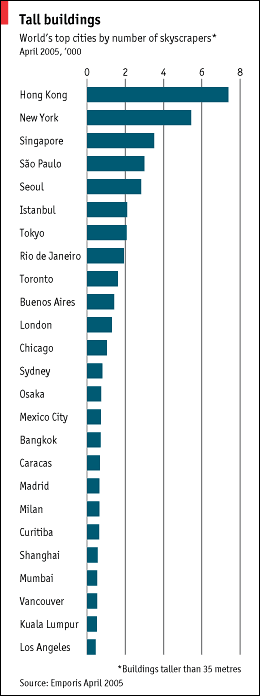 Tall buildings
World's top cities by number of skyscrapers*
April 2005, '000
0 2 4 6 8
Hong Kong
New York
Singapore
São Paulo
Seoul
Istanbul
Tokyo
Rio de Janeiro
Toronto
Buenos Aires
London
Chicago
Sydney
Osaka
Mexico City
Bangkok
Caracas
Madrid
Milan
Curitiba
Shanghai
Mumbai
Vancouver
Kuala Lumpur
Los Angeles
*Buildings taller than 35 metres
Source: Emporis April 2005